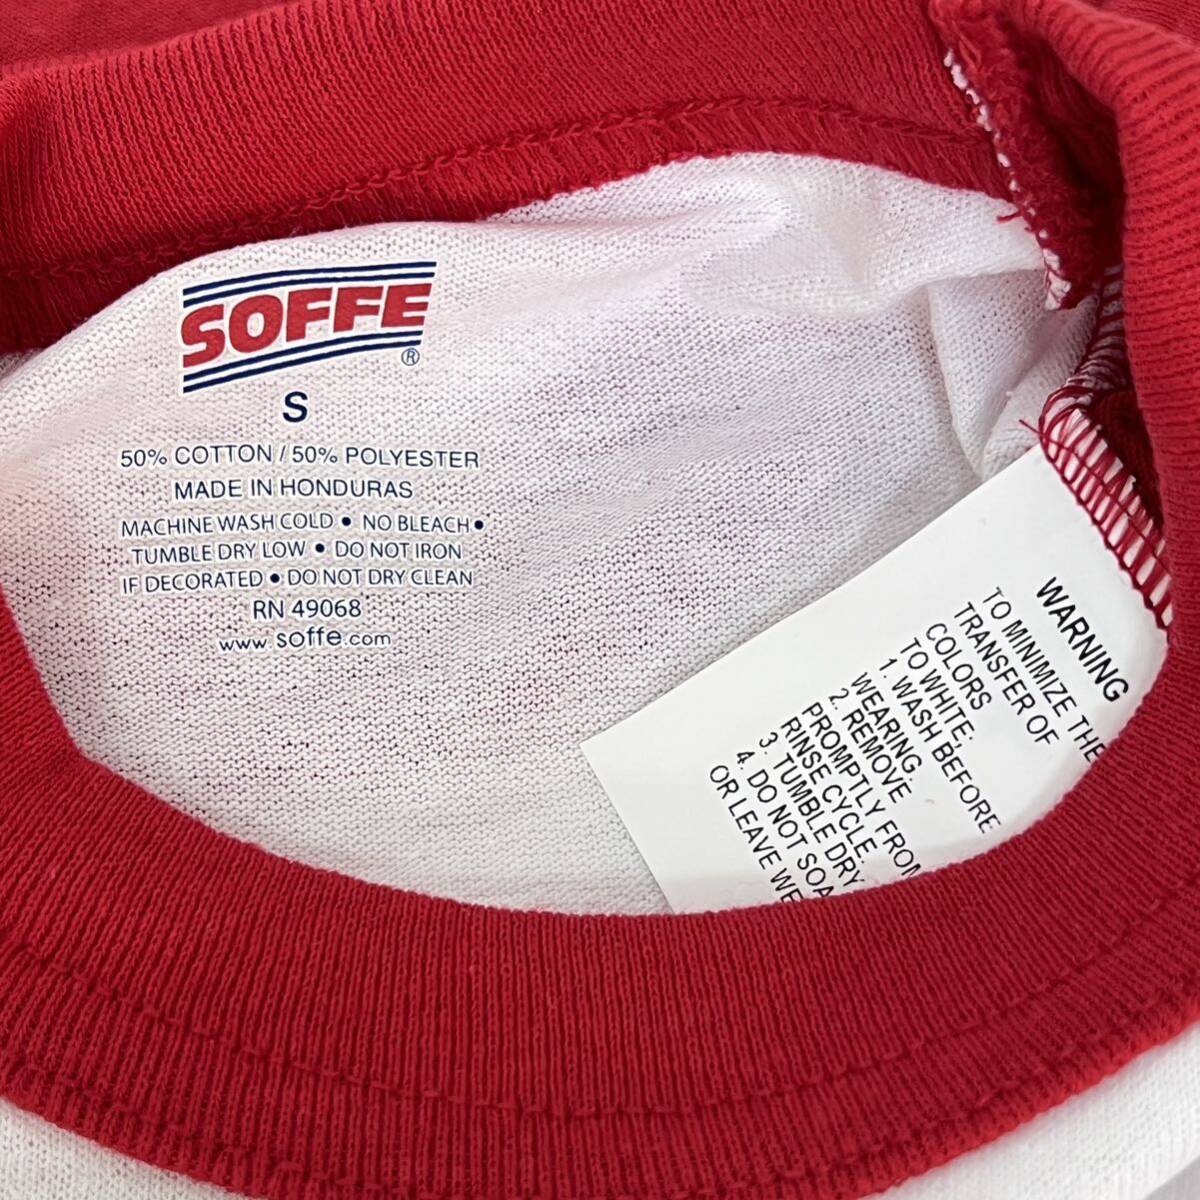 SOFFE®
S
50% COTTON / 50% POLYESTER
MADE IN HONDURAS
MACHINE WASH COLD • NO BLEACH •
TUMBLE DRY LOW • DO NOT IRON
IF DECORATED • DO NOT DRY CLEAN
RN 49068
www.soffe.com
WARNING
TO MINIMIZE THE
TRANSFER OF
COLORS
TO WHITE,
1. WASH BEFORE
WEARING.
2. REMOVE
PROMPTLY FROM
RINSE CYCLE.
3. TUMBLE DRY
4. DO NOT
OR LEAVE